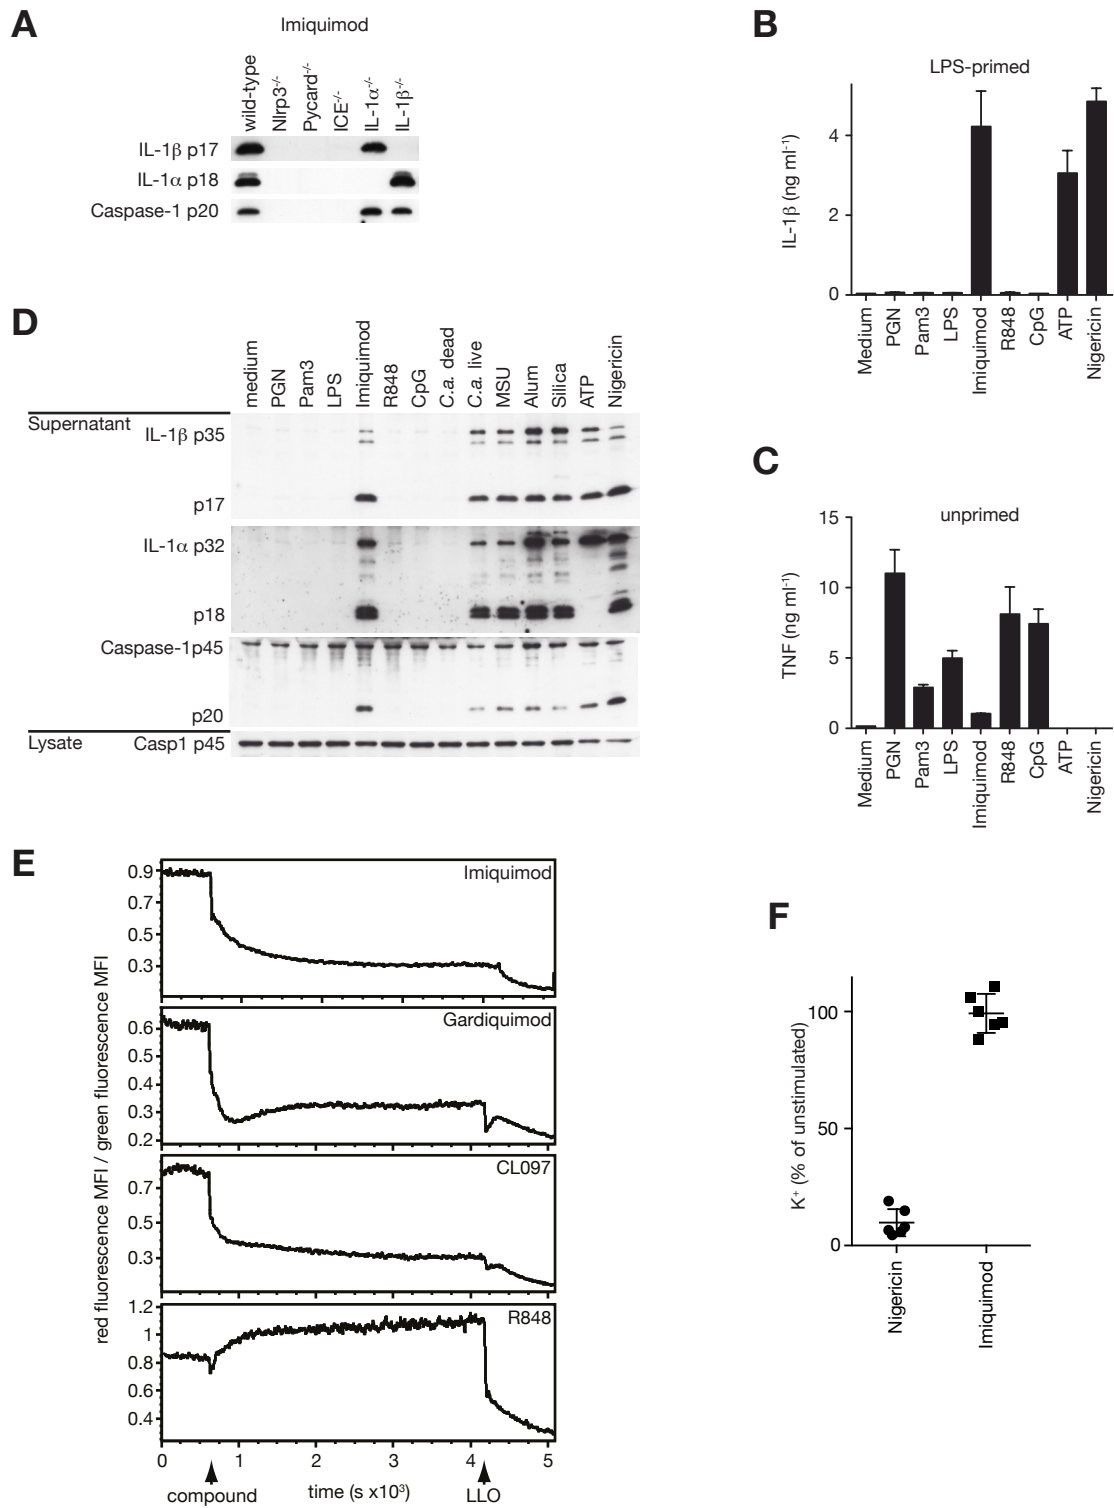 A
Imiquimod
wild-type
Nlrp3-/-
Pycard-/-
ICE-/-
IL-1α-/-
IL-1β-/-
IL-1β p17
IL-1α p18
Caspase-1 p20
B
LPS-primed
IL-1β (ng ml-1)
4
2
0
Medium
PGN
Pam3
LPS
Imiquimod
R848
CpG
ATP
Nigericin
D
medium
PGN
Pam3
LPS
Imiquimod
R848
CpG
C.a. dead
C.a. live
MSU
Alum
Silica
ATP
Nigericin
Supernatant
IL-1β p35
p17
IL-1α p32
p18
Caspase-1p45
p20
Lysate Casp1 p45
C
unprimed
TNF (ng ml-1)
15
10
5
0
Medium
PGN
Pam3
LPS
Imiquimod
R848
CpG
ATP
Nigericin
E
red fluorescence MFI / green fluorescence MFI
Imiquimod
0.9
0.7
0.5
0.3
Gardiquimod
0.6
0.5
0.4
0.3
0.2
CL097
0.7
0.5
0.3
R848
1.2
1
0.8
0.6
0.4
0 1 2 3 4 5
compound time (s x10³) LLO
F
K+ (% of unstimulated)
100
50
0
Nigericin
Imiquimod